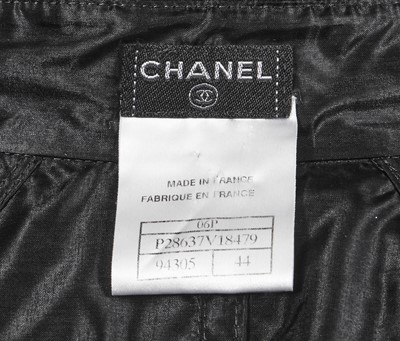 CHANEL
MADE IN FRANCE
FABRIQUE EN FRANCE
06P
P28637V18479
94305 44